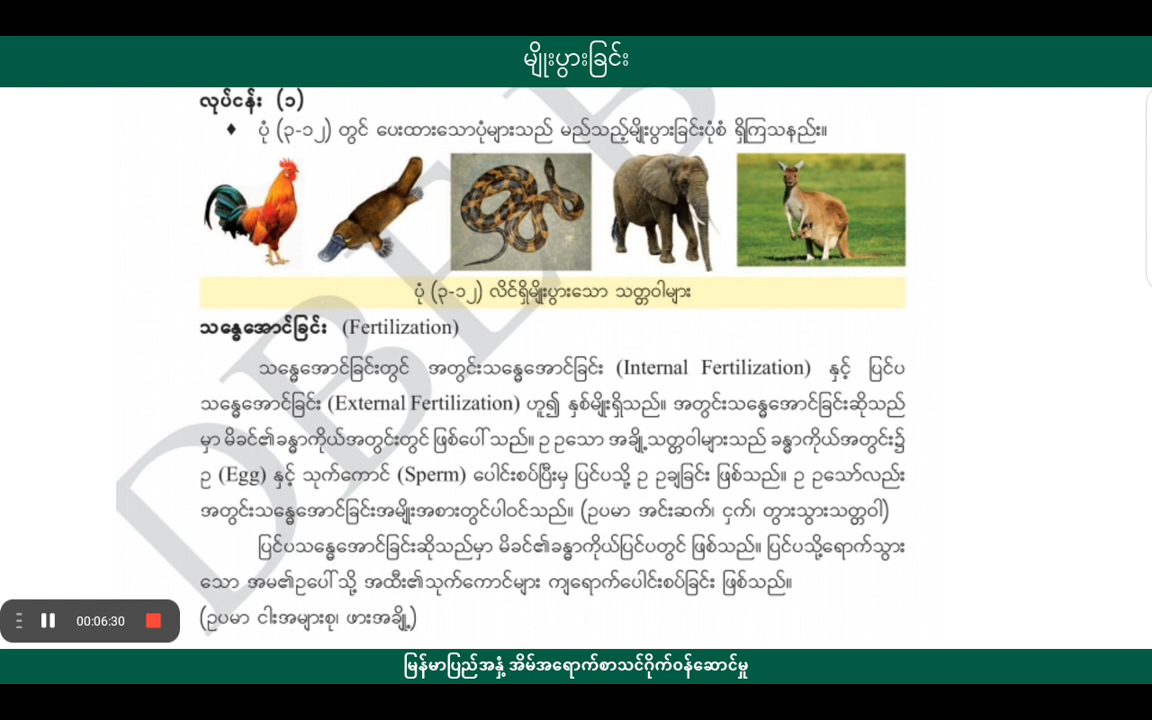 မျိုးပွားခြင်း
လုပ်ငန်း (၁)
♦ ပုံ (၃-၁၂) တွင် ပေးထားသောပုံများသည် မည်သည့်မျိုးပွားခြင်းပုံစံ ရှိကြသနည်း။
ပုံ (၃-၁၂) လိင်ရှိမျိုးပွားသော သတ္တဝါများ
သန္ဓေအောင်ခြင်း (Fertilization)
သန္ဓေအောင်ခြင်းတွင် အတွင်းသန္ဓေအောင်ခြင်း (Internal Fertilization) နှင့် ပြင်ပ
သန္ဓေအောင်ခြင်း (External Fertilization) ဟူ၍ နှစ်မျိုးရှိသည်။ အတွင်းသန္ဓေအောင်ခြင်းဆိုသည်
မှာ မိခင်၏ခန္ဓာကိုယ်အတွင်းတွင် ဖြစ်ပေါ်သည်။ ဥ ဥသော အချို့သတ္တဝါများသည် ခန္ဓာကိုယ်အတွင်း၌
ဥ (Egg) နှင့် သုက်ကောင် (Sperm) ပေါင်းစပ်ပြီးမှ ပြင်ပသို့ ဥ ဥချခြင်း ဖြစ်သည်။ ဥ ဥသော်လည်း
အတွင်းသန္ဓေအောင်ခြင်းအမျိုးအစားတွင်ပါဝင်သည်။ (ဥပမာ အင်းဆက်၊ ငှက်၊ တွားသွားသတ္တဝါ)
ပြင်ပသန္ဓေအောင်ခြင်းဆိုသည်မှာ မိခင်၏ခန္ဓာကိုယ်ပြင်ပတွင် ဖြစ်သည်။ ပြင်ပသို့ရောက်သွား
သော အမ၏ဥပေါ်သို့ အထီး၏သုက်ကောင်များ ကျရောက်ပေါင်းစပ်ခြင်း ဖြစ်သည်။
(ဥပမာ ငါးအများစု၊ ဖားအချို့)
00:06:30
မြန်မာပြည်အနှံ့ အိမ်အရောက်စာသင်ဂိုက်ဝန်ဆောင်မှု